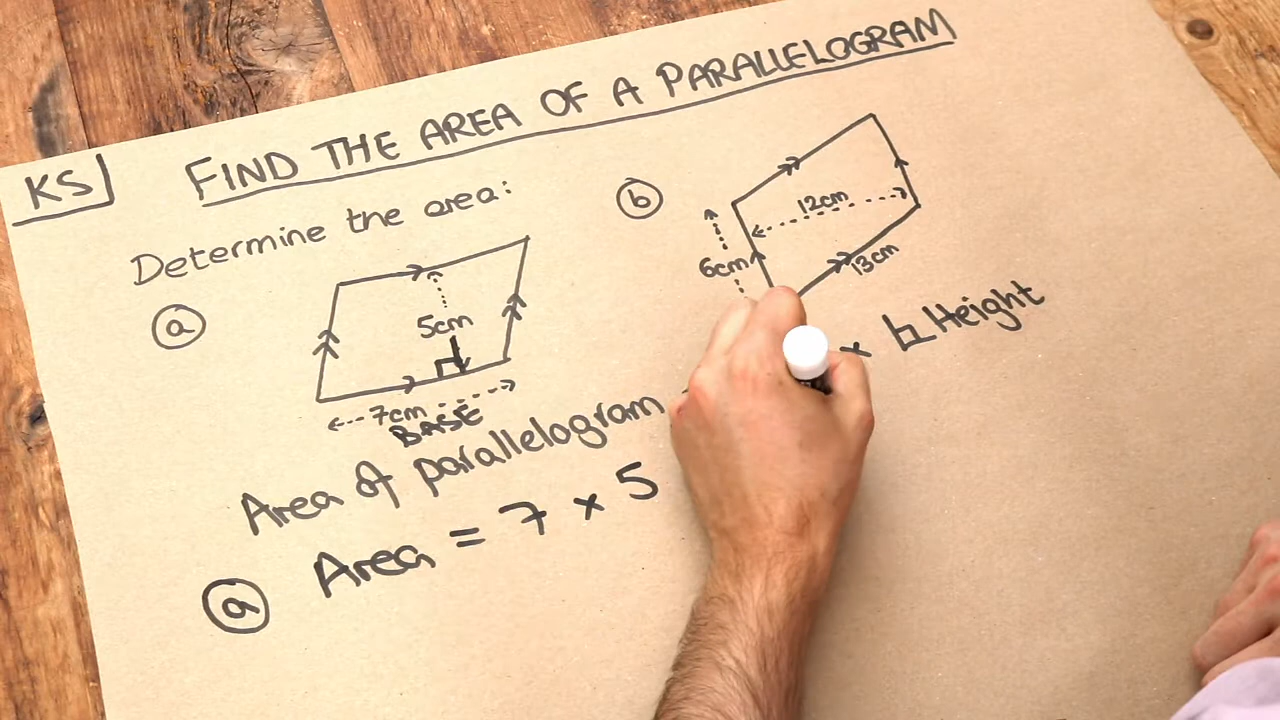 KS
FIND THE AREA OF A PARALLELOGRAM
Determine the area:
a
5cm
7cm
BASE
b
12cm
6cm
13cm
Area of parallelogram × Height
a Area = 7 × 5